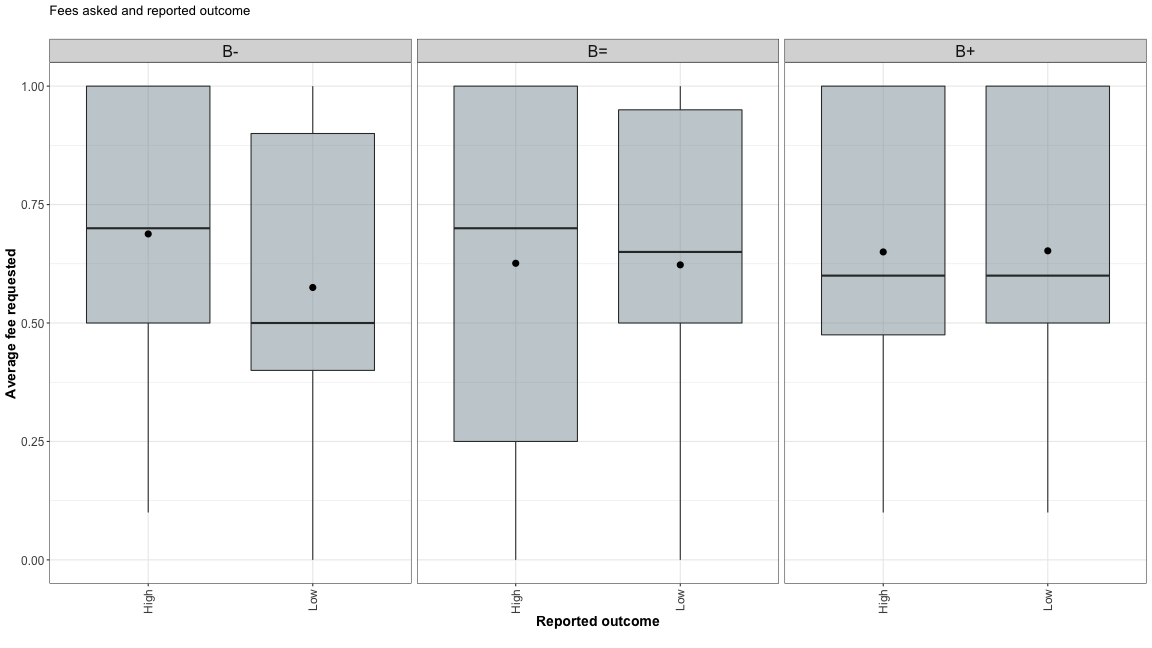 Fees asked and reported outcome
B-
B=
B+
Average fee requested
1.00
0.75
0.50
0.25
0.00
High
Low
High
Low
High
Low
Reported outcome